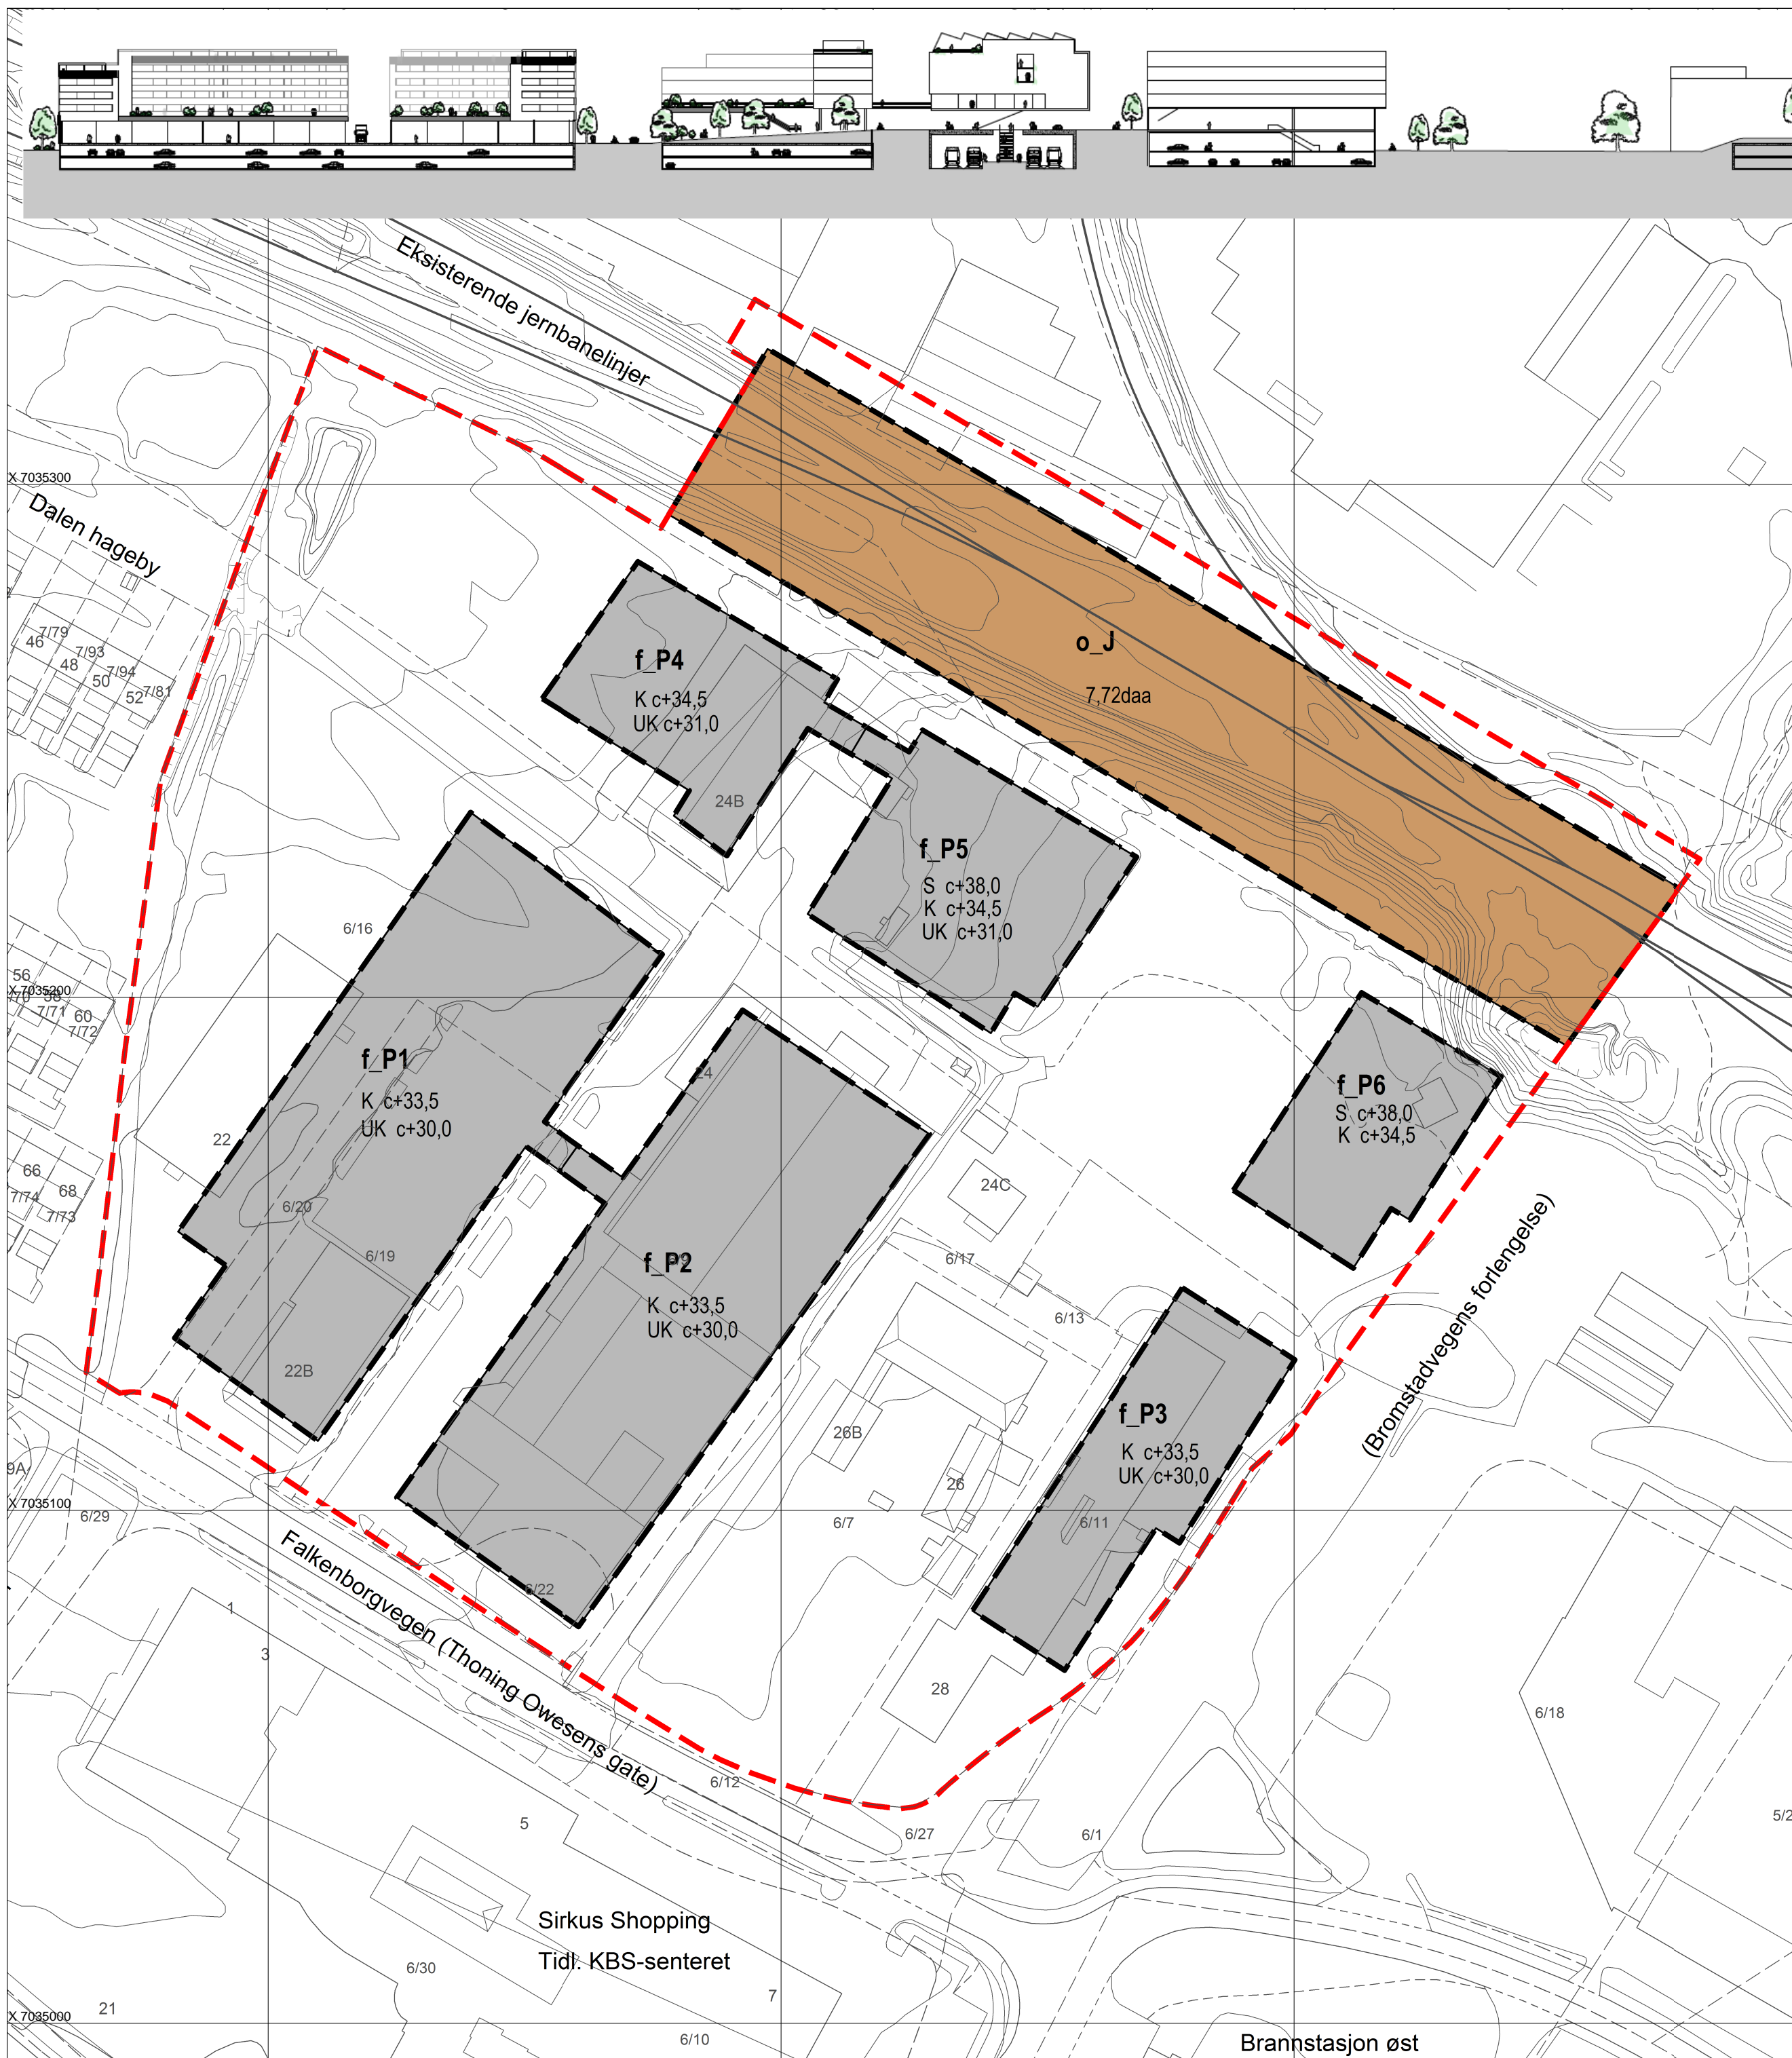 Eksisterende jernbanelinjer
X 7035300
Dalen hageby
46
7/79
48
7/93
50
7/94
52
7/81
o_J
7,72daa
f_P4
K c+34,5
UK c+31,0
24B
f_P5
S c+38,0
K c+34,5
UK c+31,0
6/16
56
X 7035200
7/71
60
7/72
f_P1
K c+33,5
UK c+30,0
24
f_P6
S c+38,0
K c+34,5
22
66
7/74
68
7/73
6/20
6/19
24C
6/17
f_P2
K c+33,5
UK c+30,0
6/13
(Bromstadvegens forlengelse)
22B
26B
f_P3
K c+33,5
UK c+30,0
9A
26
X 7035100
6/29
6/7
6/11
Falkenborgvegen (Thoning Owesens gate)
6/22
1
3
28
6/18
6/12
5
6/27
6/1
5/2
Sirkus Shopping
Tidl. KBS-senteret
6/30
7
X 7035000
21
6/10
Brannstasjon øst